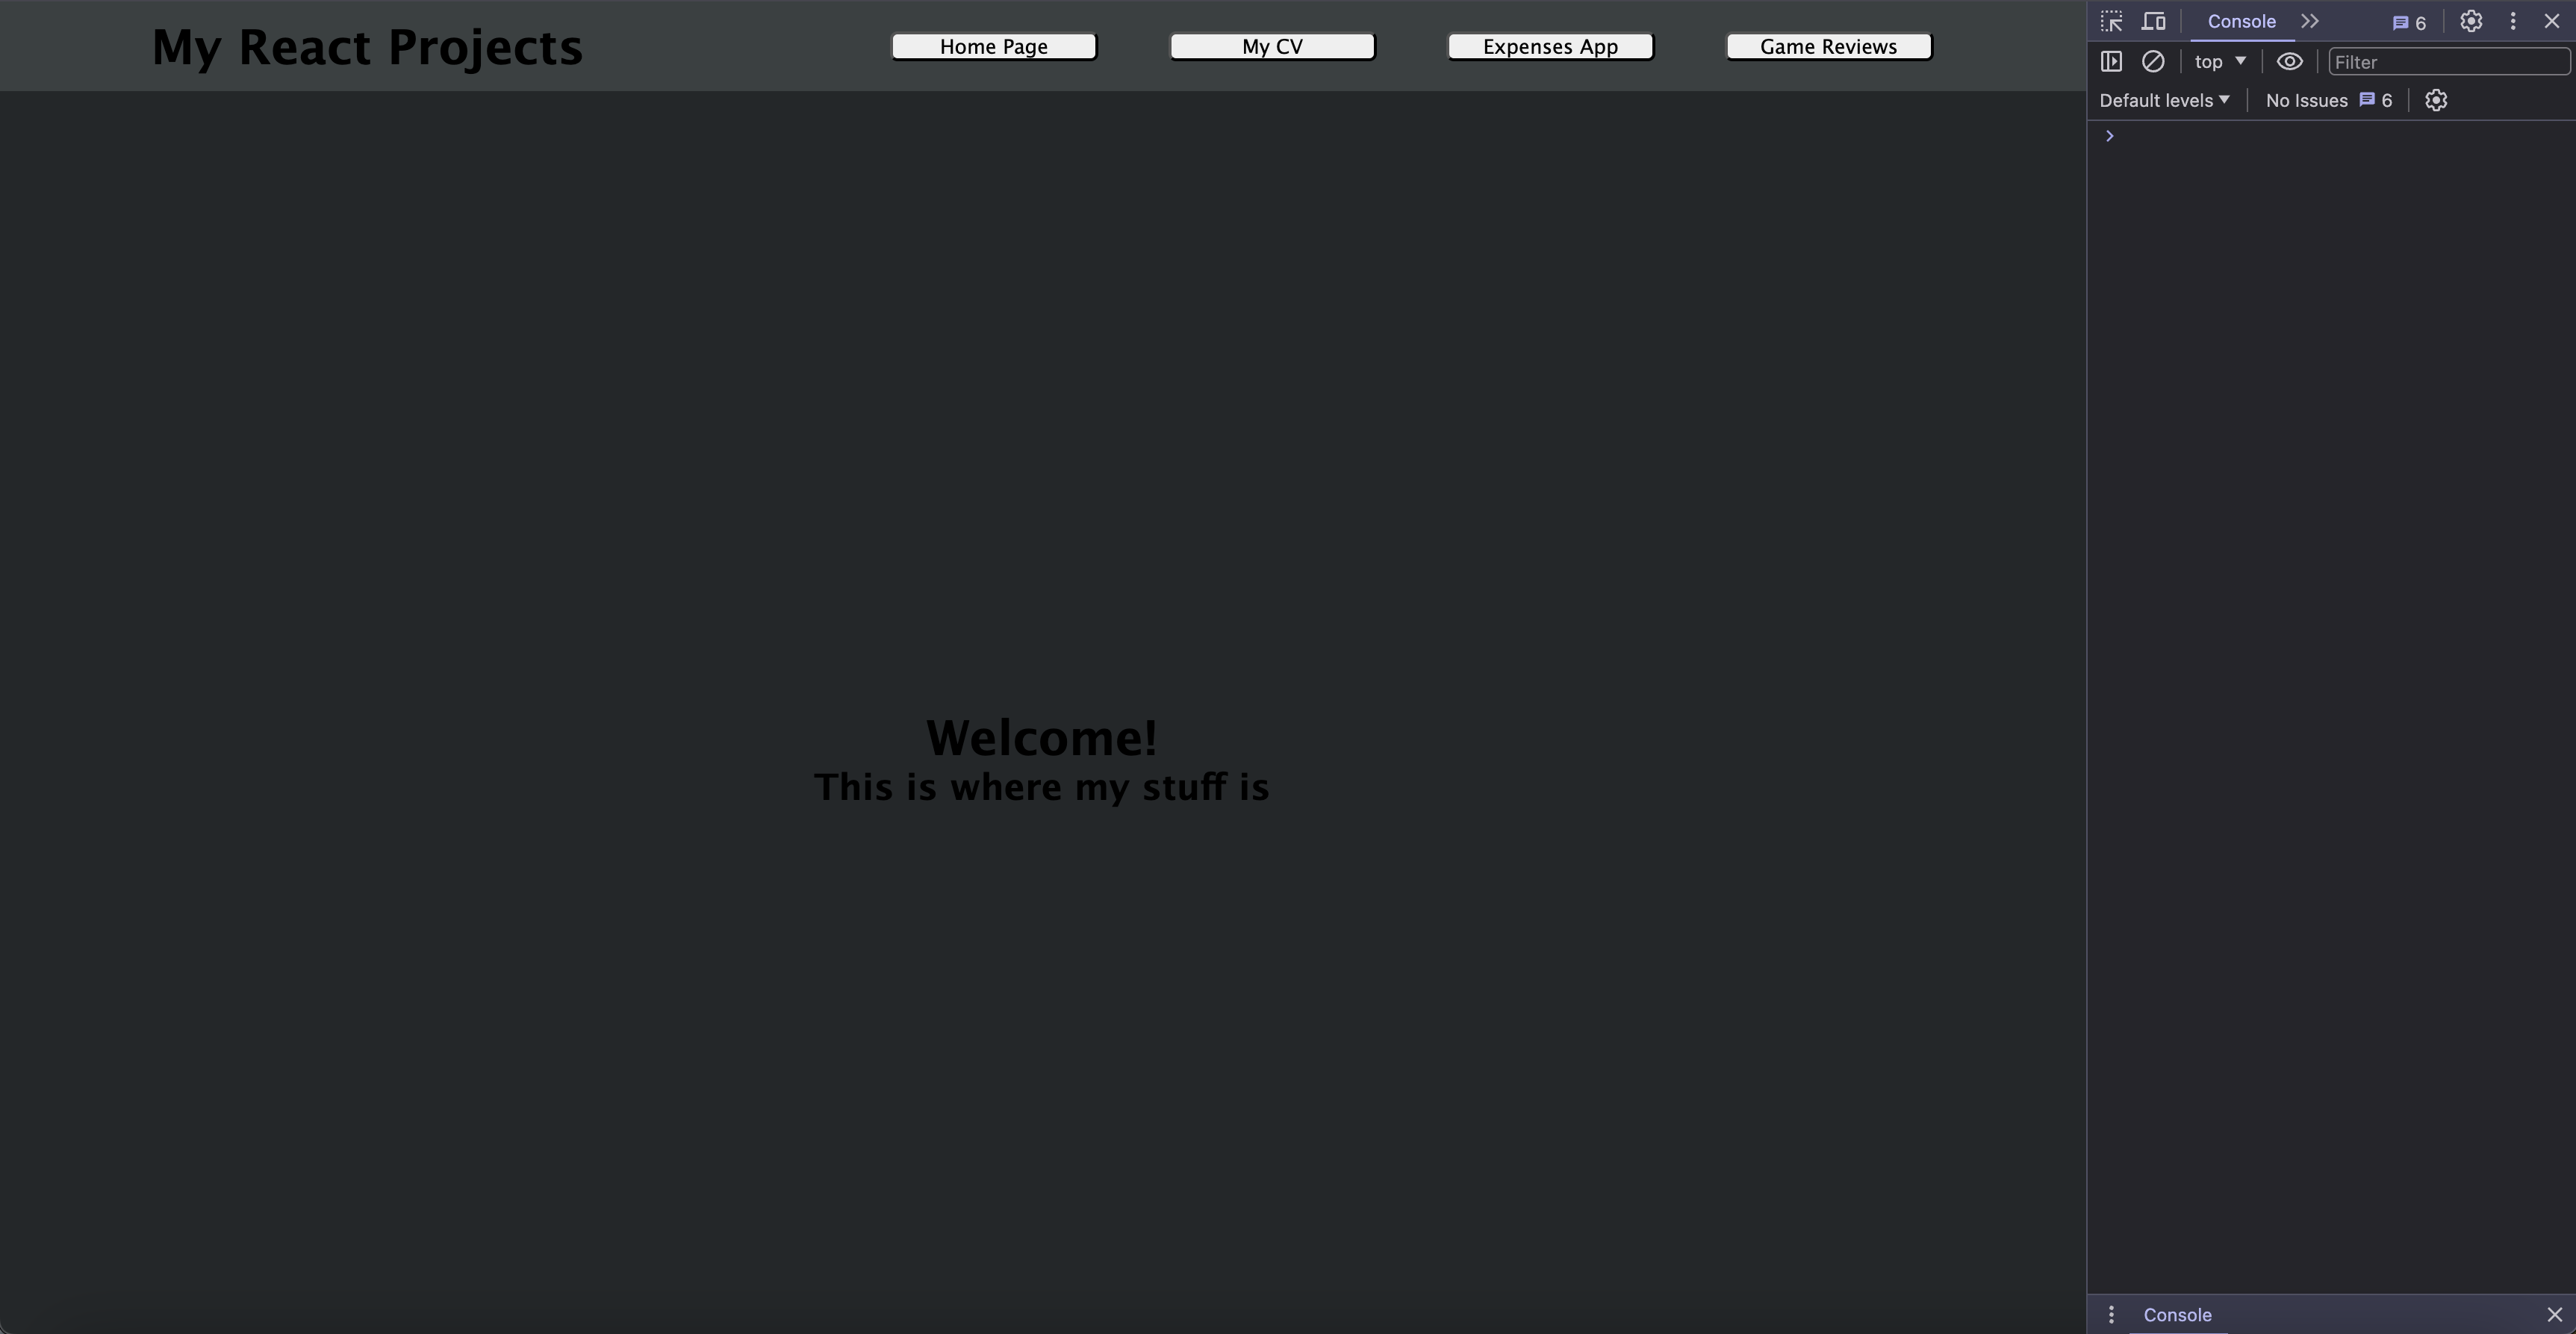 My React Projects
Home Page
My CV
Expenses App
Game Reviews
Welcome!
This is where my stuff is
Console
6
top
Filter
Default levels
No Issues
6
Console